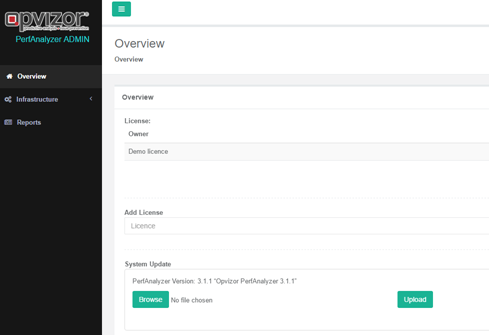 opvizor
PerfAnalyzer ADMIN
Overview
Infrastructure
Reports
Overview
Overview
Overview
License:
Owner
Demo licence
Add License
Licence
System Update
PerfAnalyzer Version: 3.1.1 "Opvizor PerfAnalyzer 3.1.1"
Browse No file chosen Upload